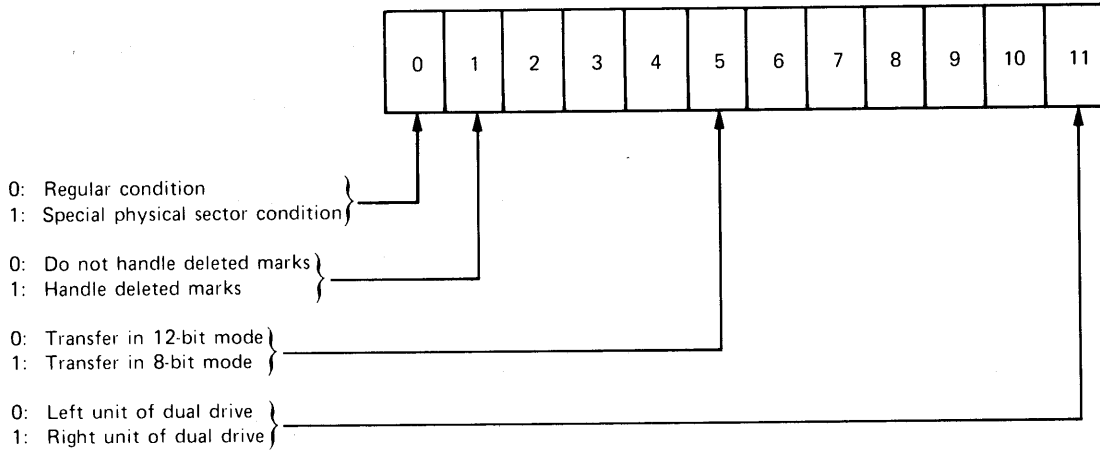 0 1 2 3 4 5 6 7 8 9 10 11
0: Regular condition
1: Special physical sector condition
0: Do not handle deleted marks
1: Handle deleted marks
0: Transfer in 12-bit mode
1: Transfer in 8-bit mode
0: Left unit of dual drive
1: Right unit of dual drive